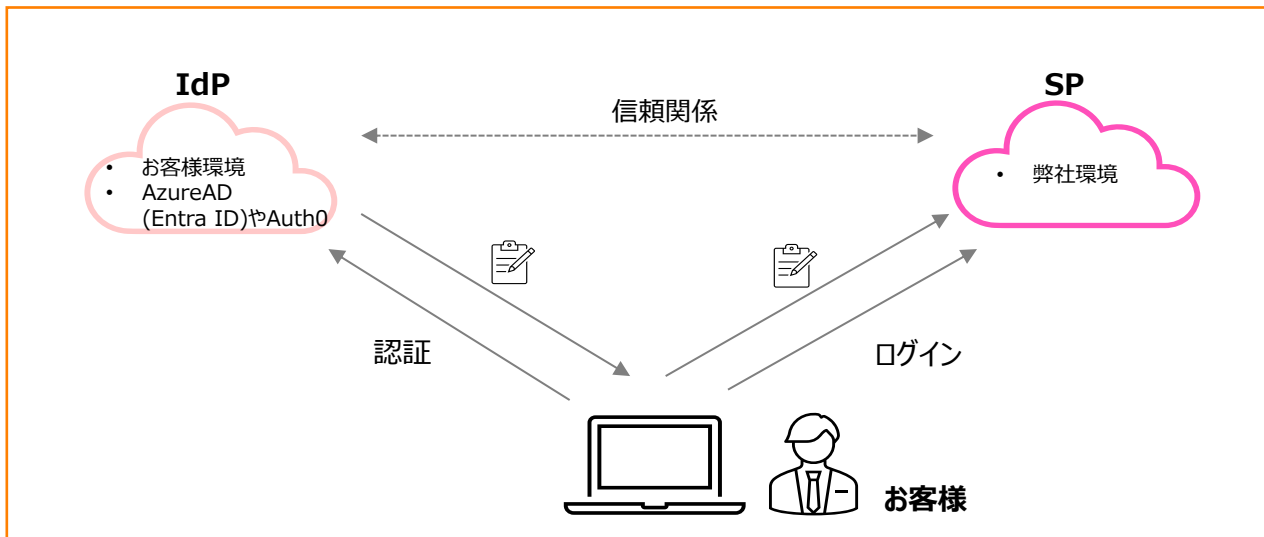 IdP
SP
信頼関係
• お客様環境
• AzureAD
(Entra ID)やAuth0
• 弊社環境
認証
ログイン
お客様